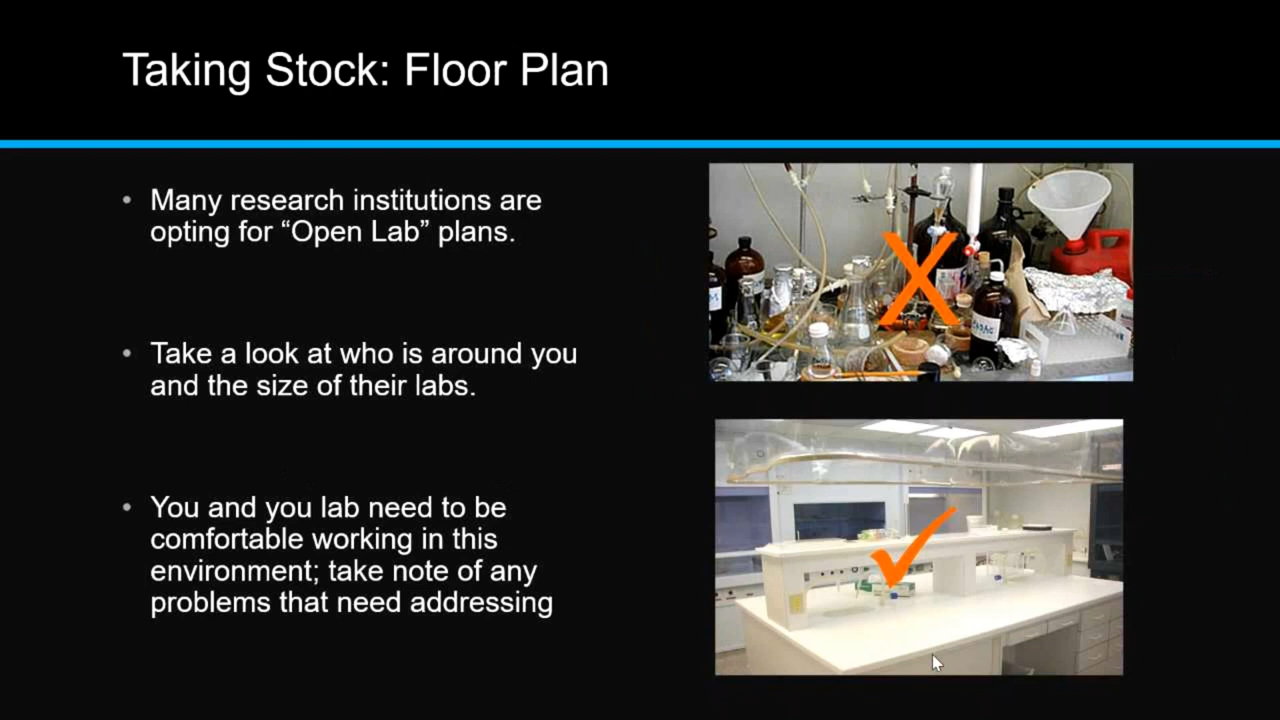 Taking Stock: Floor Plan
• Many research institutions are
opting for “Open Lab” plans.
• Take a look at who is around you
and the size of their labs.
• You and you lab need to be
comfortable working in this
environment; take note of any
problems that need addressing
X